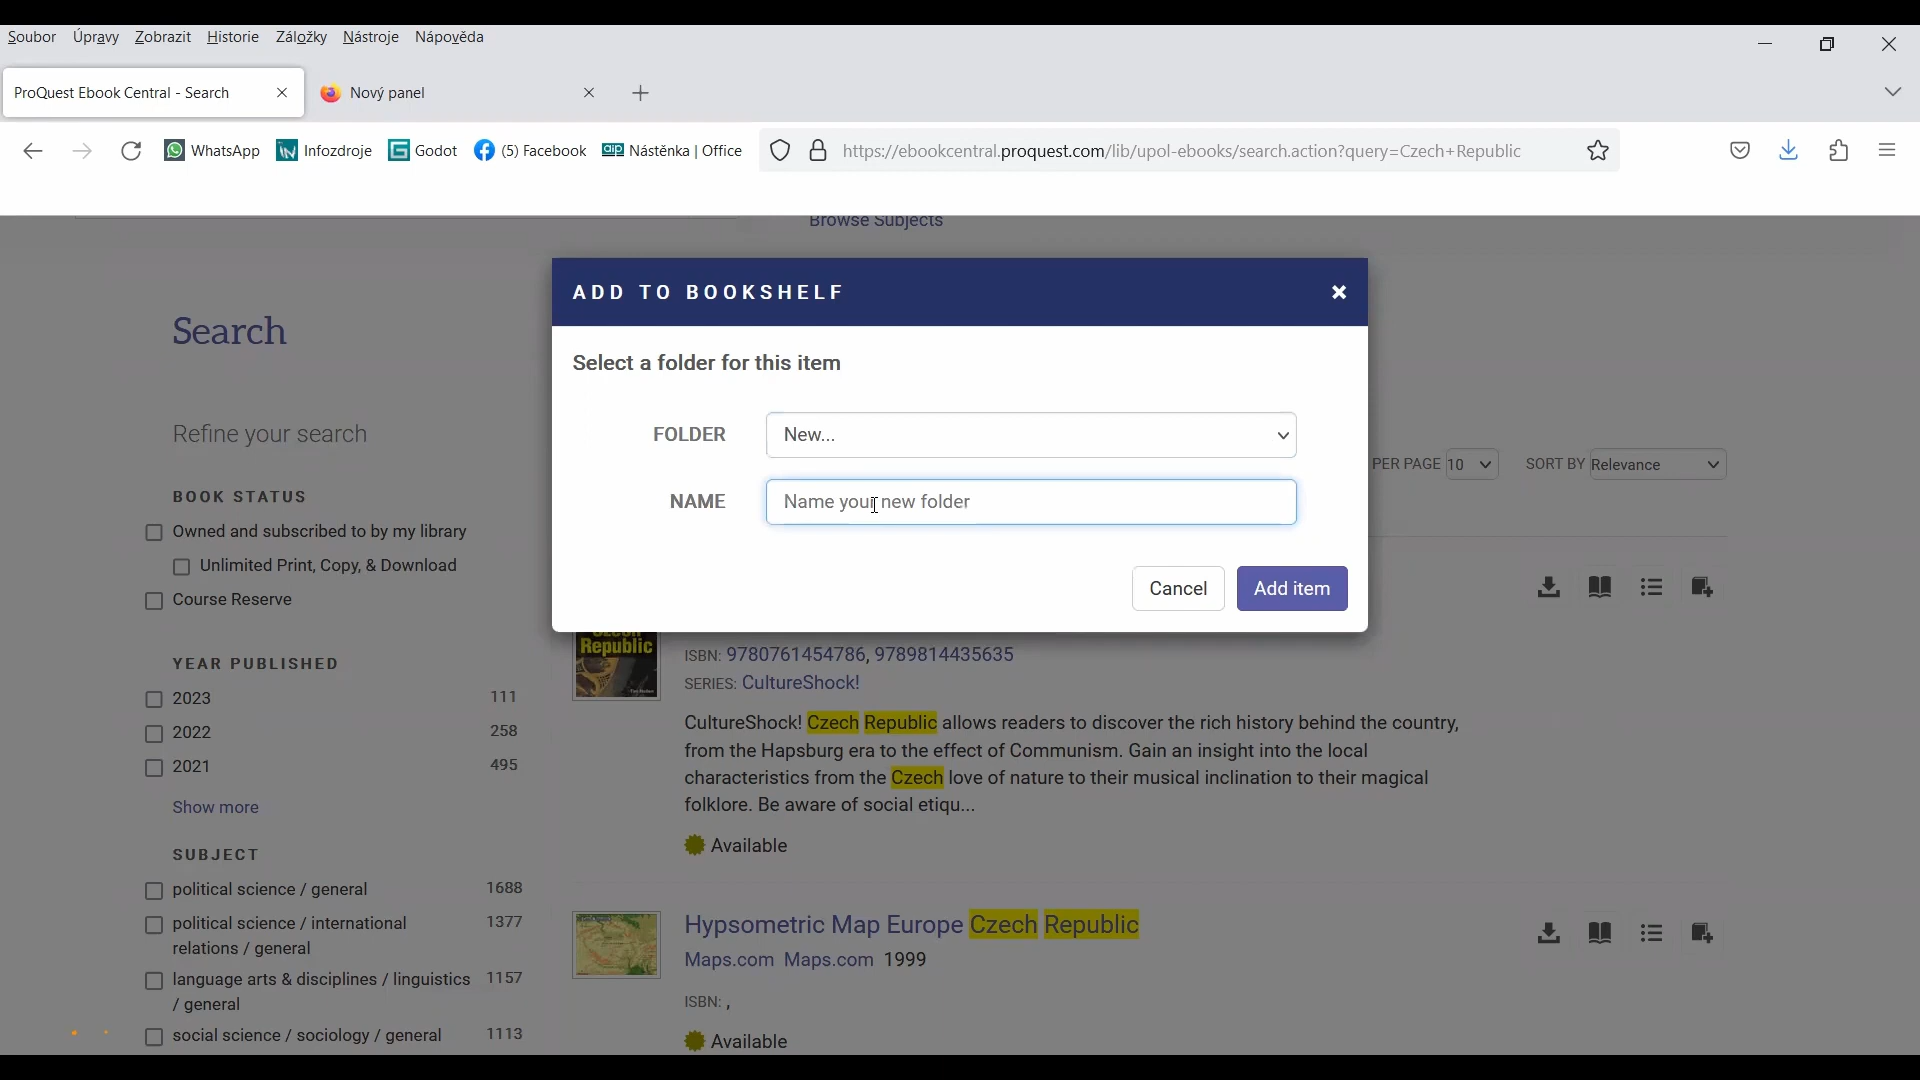 Soubor Úpravy Zobrazit Historie Záložky Nástroje Nápověda
ProQuest Ebook Central - Search
Nový panel
WhatsApp
Infozdroje
Godot
(5) Facebook
Nástěnka | Office
https://ebookcentral.proquest.com/lib/upol-ebooks/search.action?query=Czech+Republic
Browse Subjects
ADD TO BOOKSHELF
Select a folder for this item
FOLDER
New...
NAME
Name your new folder
Cancel
Add item
Search
Refine your search
PER PAGE 10
SORT BY Relevance
BOOK STATUS
Owned and subscribed to by my library
Unlimited Print, Copy, & Download
Course Reserve
YEAR PUBLISHED
2023 111
2022 258
2021 495
Show more
SUBJECT
political science / general 1688
political science / international 1377
relations / general
language arts & disciplines / linguistics 1157
/ general
social science / sociology / general 1113
Czech
Republic
ISBN: 9780761454786, 9789814435635
SERIES: CultureShock!
CultureShock! Czech Republic allows readers to discover the rich history behind the country,
from the Hapsburg era to the effect of Communism. Gain an insight into the local
characteristics from the Czech love of nature to their musical inclination to their magical
folklore. Be aware of social etiqu...
Available
Hypsometric Map Europe Czech Republic
Maps.com Maps.com 1999
ISBN: ,
Available